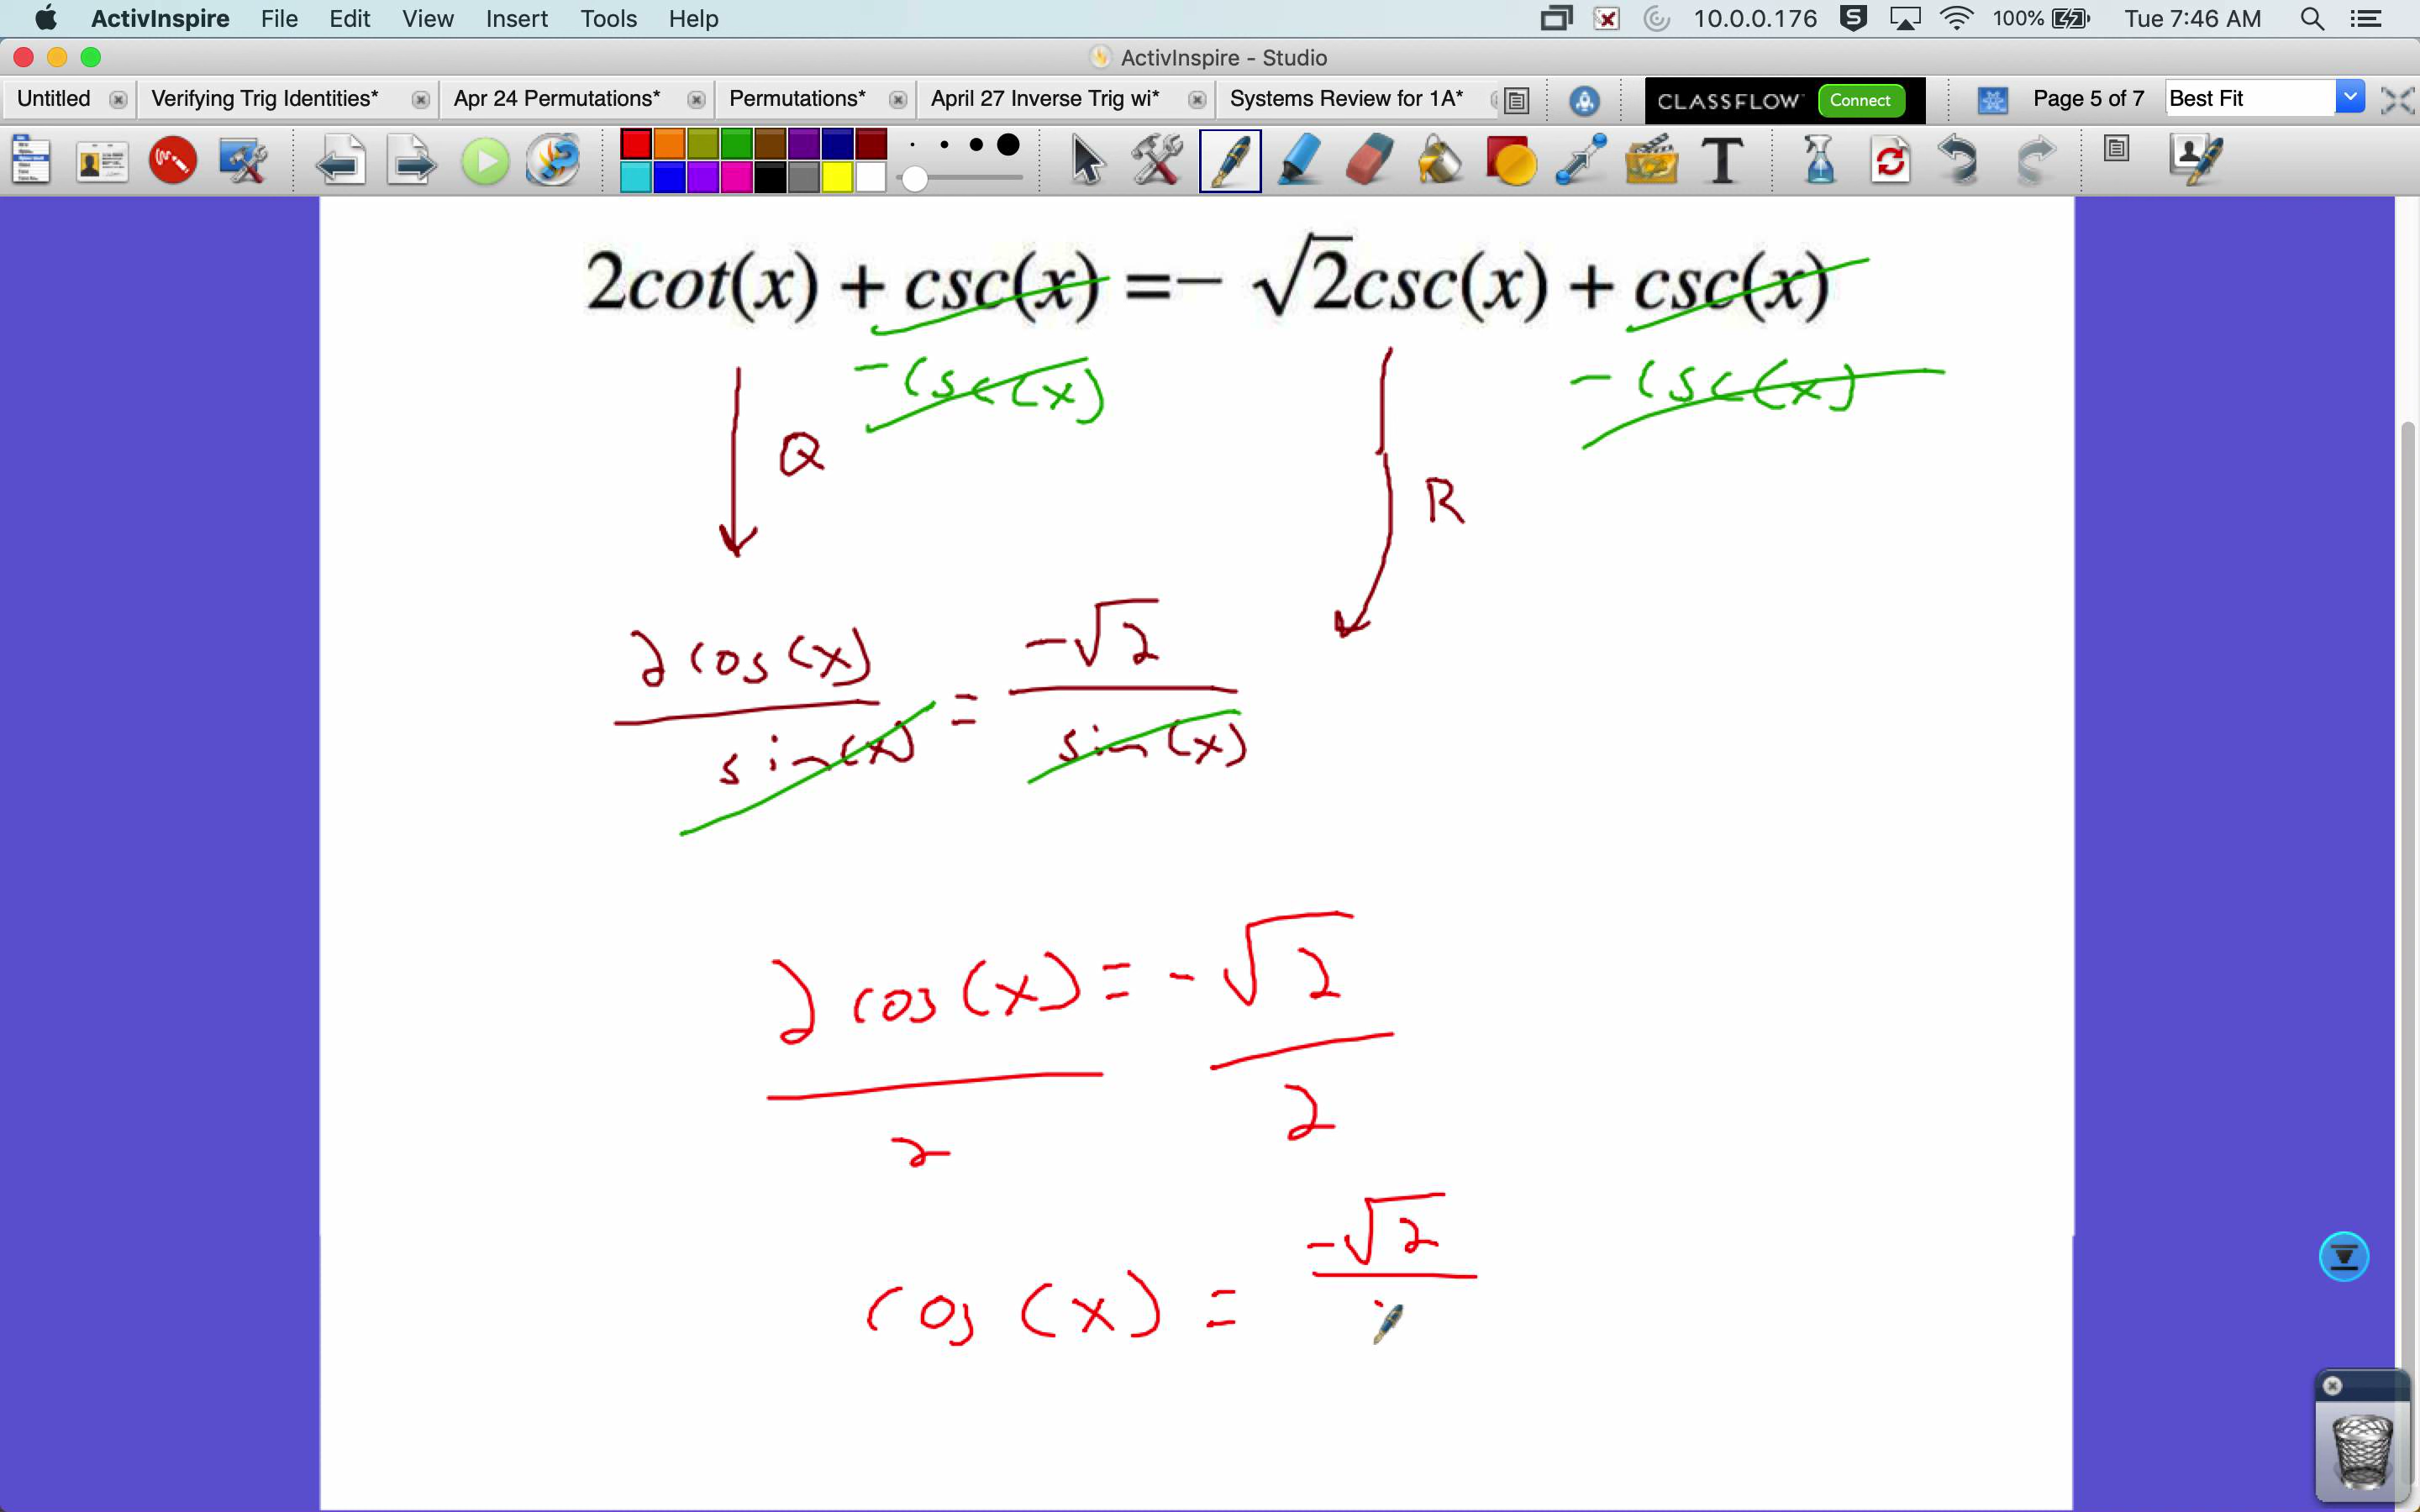 ActivInspire File Edit View Insert Tools Help 10.0.0.176 S 100% Tue 7:46 AM
ActivInspire - Studio
Untitled Verifying Trig Identities* Apr 24 Permutations* Permutations* April 27 Inverse Trig wi* Systems Review for 1A* CLASSFLOW Connect Page 5 of 7 Best Fit
T
2cot(x) + csc(x) =− √2csc(x) + csc(x)
-csc(x) -csc(x)
Q R
2cos(x) / sin(x) = -√2 / sin(x)
2cos(x) = -√2
2 2
cos(x) = -√2